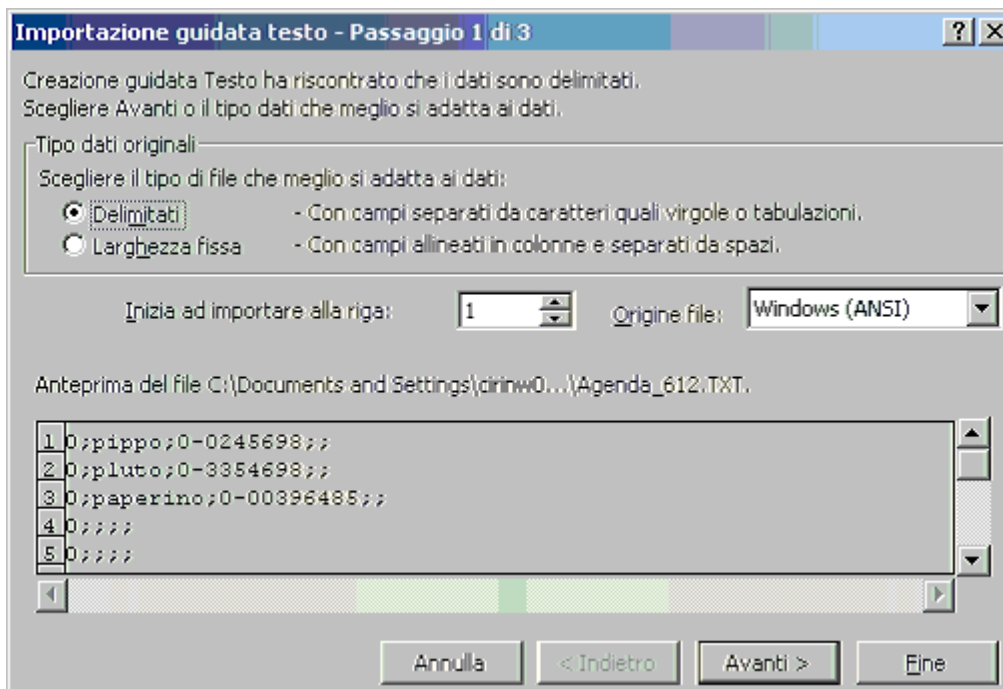 Importazione guidata testo - Passaggio 1 di 3
Creazione guidata Testo ha riscontrato che i dati sono delimitati.
Scegliere Avanti o il tipo dati che meglio si adatta ai dati.
Tipo dati originali
Scegliere il tipo di file che meglio si adatta ai dati:
Delimitati - Con campi separati da caratteri quali virgole o tabulazioni.
Larghezza fissa - Con campi allineati in colonne e separati da spazi.
Inizia ad importare alla riga: 1 Origine file: Windows (ANSI)
Anteprima del file C:\Documents and Settings\cirinw0...\Agenda_612.TXT.
1 0;pippo;0-0245698;;
2 0;pluto;0-3354698;;
3 0;paperino;0-00396485;;
4 0;;;;
5 0;;;;
Annulla < Indietro Avanti > Fine